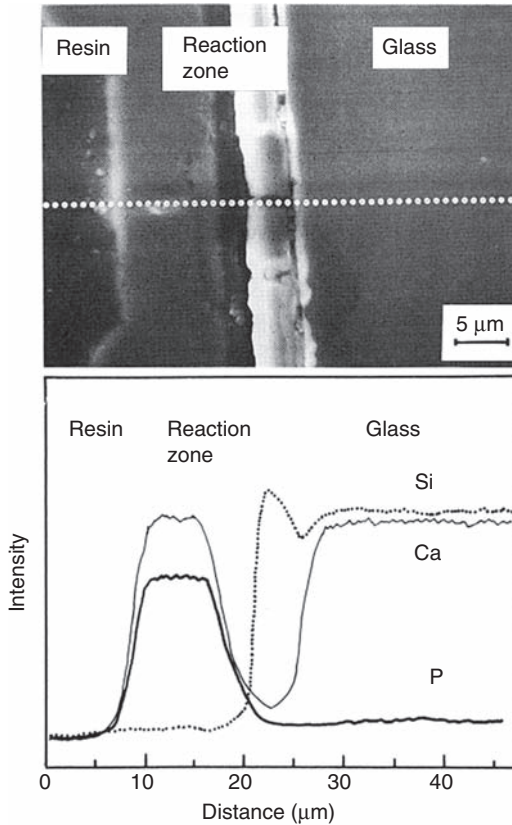 Resin
Reaction
zone
Glass
5 µm
Resin
Reaction
zone
Glass
Si
Ca
P
Intensity
0 10 20 30 40
Distance (µm)